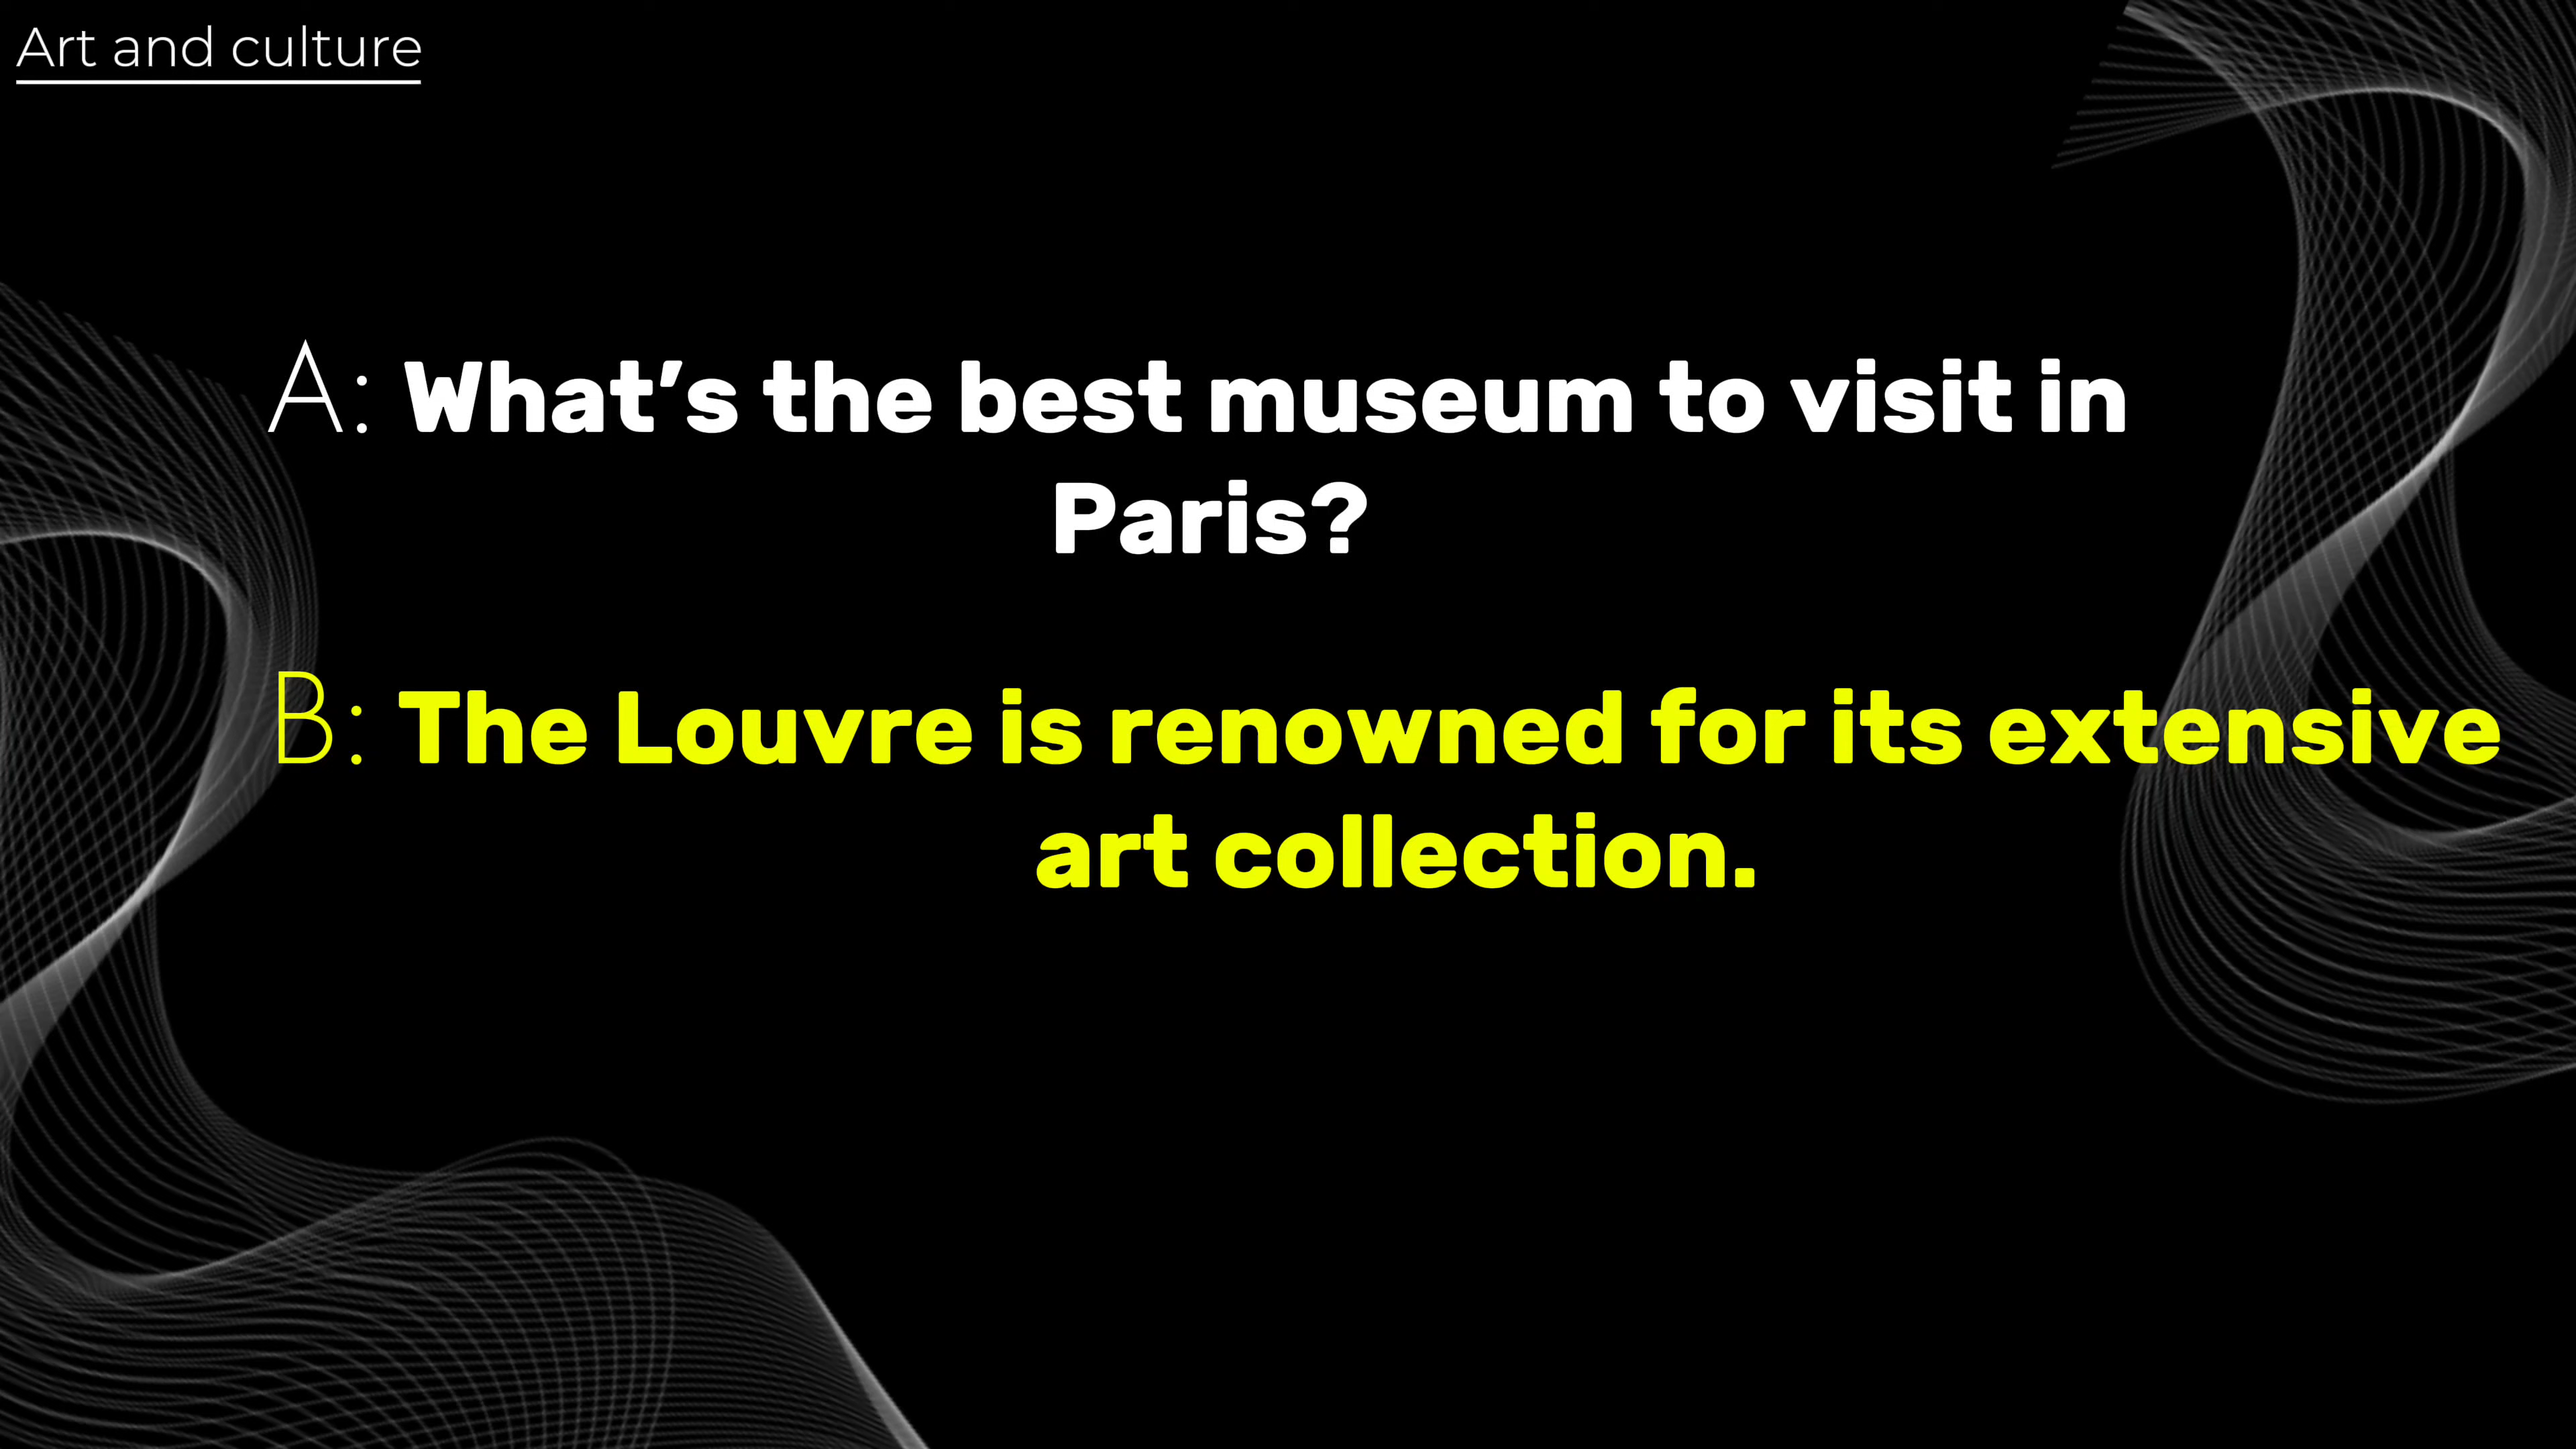 Art and culture
A: What’s the best museum to visit in
Paris?
B: The Louvre is renowned for its extensive
art collection.